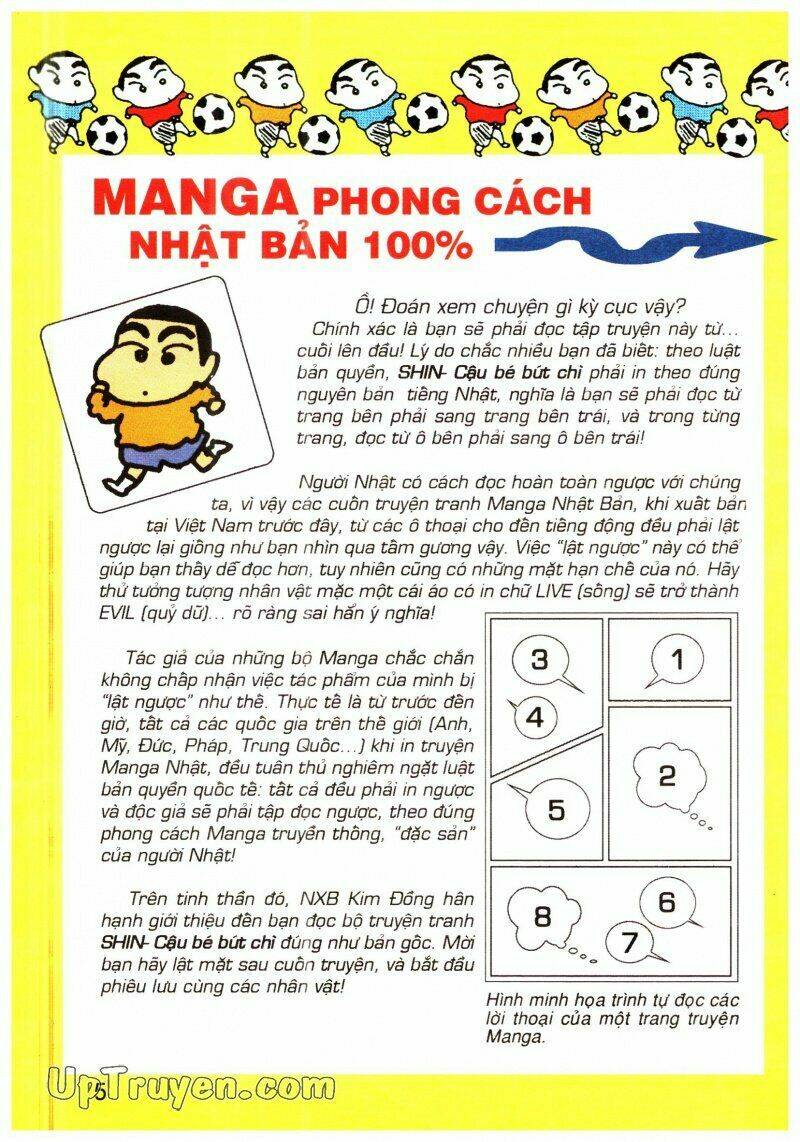 MANGA PHONG CÁCH
NHẬT BẢN 100%
Ồ! Đoán xem chuyện gì kỳ cục vậy?
Chính xác là bạn sẽ phải đọc tập truyện này từ...
cuối lên đầu! Lý do chắc nhiều bạn đã biết: theo luật
bản quyền, SHIN- Cậu bé bút chì phải in theo đúng
nguyên bản tiếng Nhật, nghĩa là bạn sẽ phải đọc từ
trang bên phải sang trang bên trái, và trong từng
trang, đọc từ ô bên phải sang ô bên trái!
Người Nhật có cách đọc hoàn toàn ngược với chúng
ta, vì vậy các cuốn truyện tranh Manga Nhật Bản, khi xuất bản
tại Việt Nam trước đây, từ các ô thoại cho đến tiếng động đều phải lật
ngược lại giống như bạn nhìn qua tấm gương vậy. Việc “lật ngược” này có thể
giúp bạn thấy dể đọc hơn, tuy nhiên cũng có những mặt hạn chế của nó. Hãy
thử tưởng tượng nhân vật mặc một cái áo có in chữ LIVE (sống) sẽ trở thành
EVIL (quỷ dữ)... rõ ràng sai hẳn ý nghĩa!
Tác giả của những bộ Manga chắc chắn
không chấp nhận việc tác phẩm của mình bị
“lật ngược” như thế. Thực tế là từ trước đến
giờ, tất cả các quốc gia trên thế giới (Anh,
Mỹ, Đức, Pháp, Trung Quốc...) khi in truyện
Manga Nhật, đều tuân thủ nghiêm ngặt luật
bản quyền quốc tế: tất cả đều phải in ngược
và độc giả sẽ phải tập đọc ngược, theo đúng
phong cách Manga truyền thống, “đặc sản”
của người Nhật!
Trên tinh thần đó, NXB Kim Đồng hân
hạnh giới thiệu đến bạn đọc bộ truyện tranh
SHIN- Cậu bé bút chì đúng như bản gốc. Mời
bạn hãy lật mặt sau cuốn truyện, và bắt đầu
phiêu lưu cùng các nhân vật!
1
2
3
4
5
6
7
8
Hình minh họa trình tự đọc các
lời thoại của một trang truyện
Manga.
UpTruyen.com